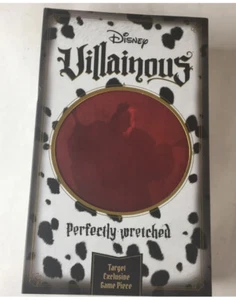 Disney
Villainous
Perfectly Wretched
Target
Exclusive
Game Piece